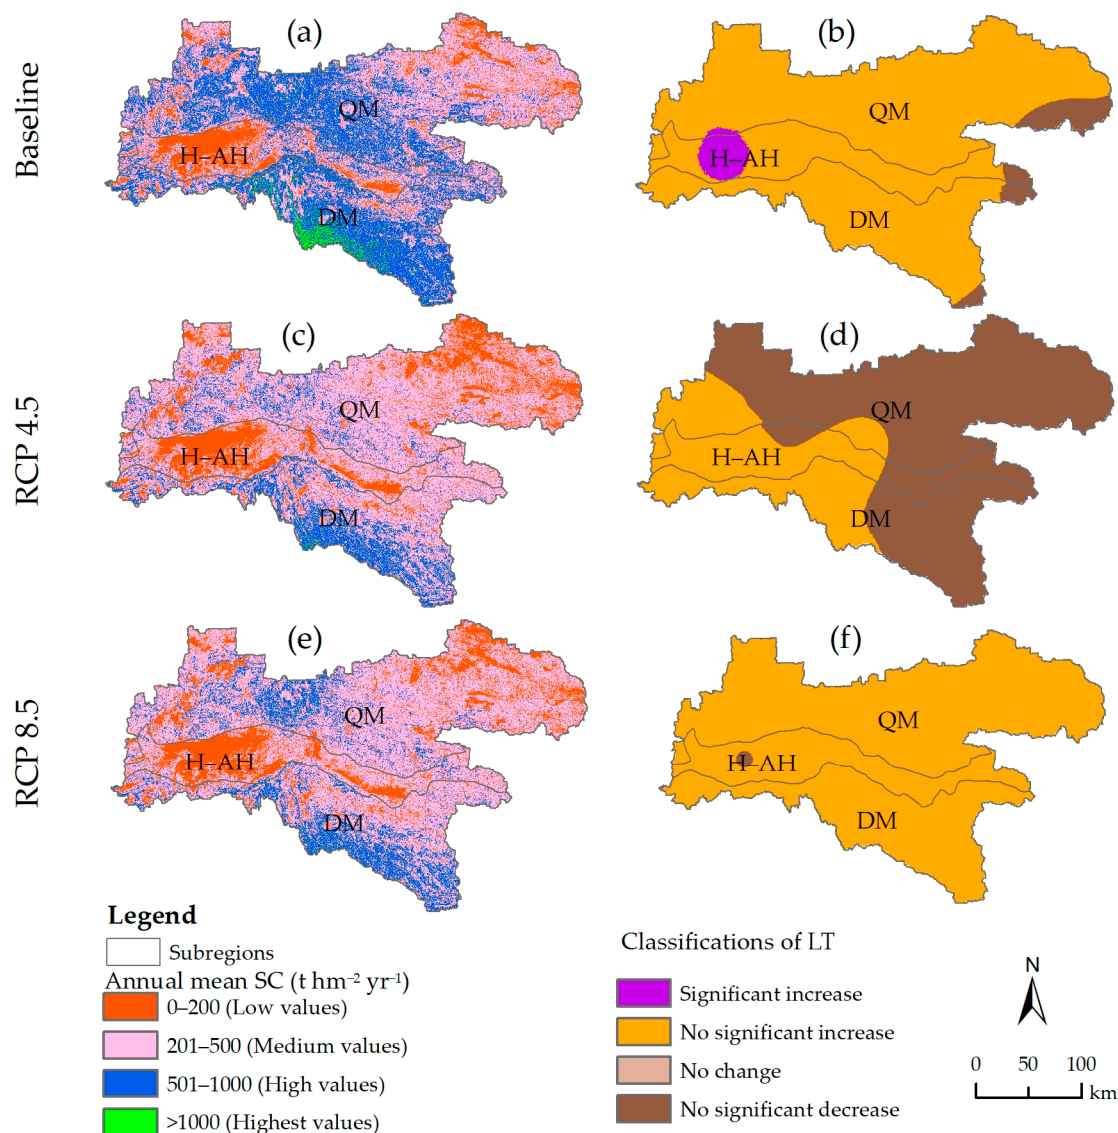 (a)
(b)
Baseline
QM
H–AH
DM
QM
H–AH
DM
(c)
(d)
RCP 4.5
QM
H–AH
DM
QM
H–AH
DM
(e)
(f)
RCP 8.5
QM
H–AH
DM
QM
H–AH
DM
Legend
Subregions
Annual mean SC (t hm⁻² yr⁻¹)
0–200 (Low values)
201–500 (Medium values)
501–1000 (High values)
>1000 (Highest values)
Classifications of LT
Significant increase
No significant increase
No change
No significant decrease
N
0 50 100
km